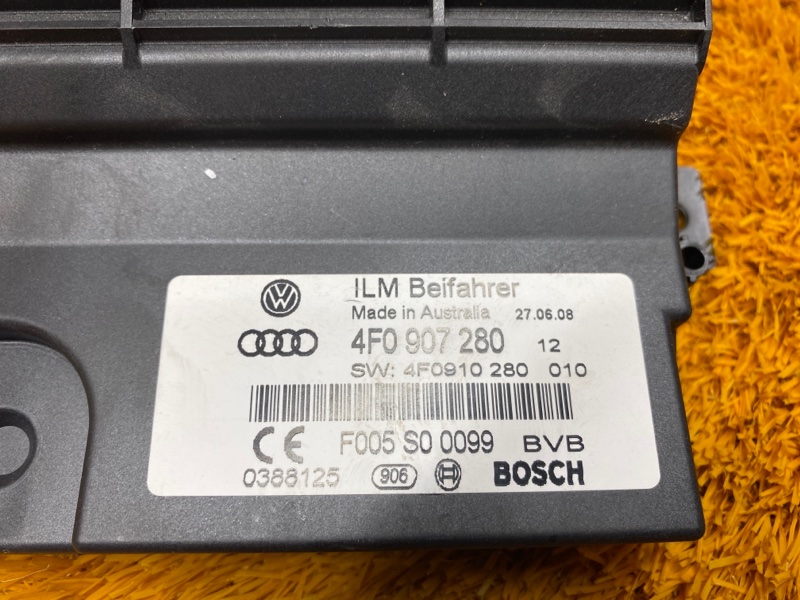 ILM Beifahrer
Made in Australia 27.06.08
4F0 907 280 12
SW: 4F0910 280 010
CE F005 S0 0099 BVB
0388125 906 BOSCH